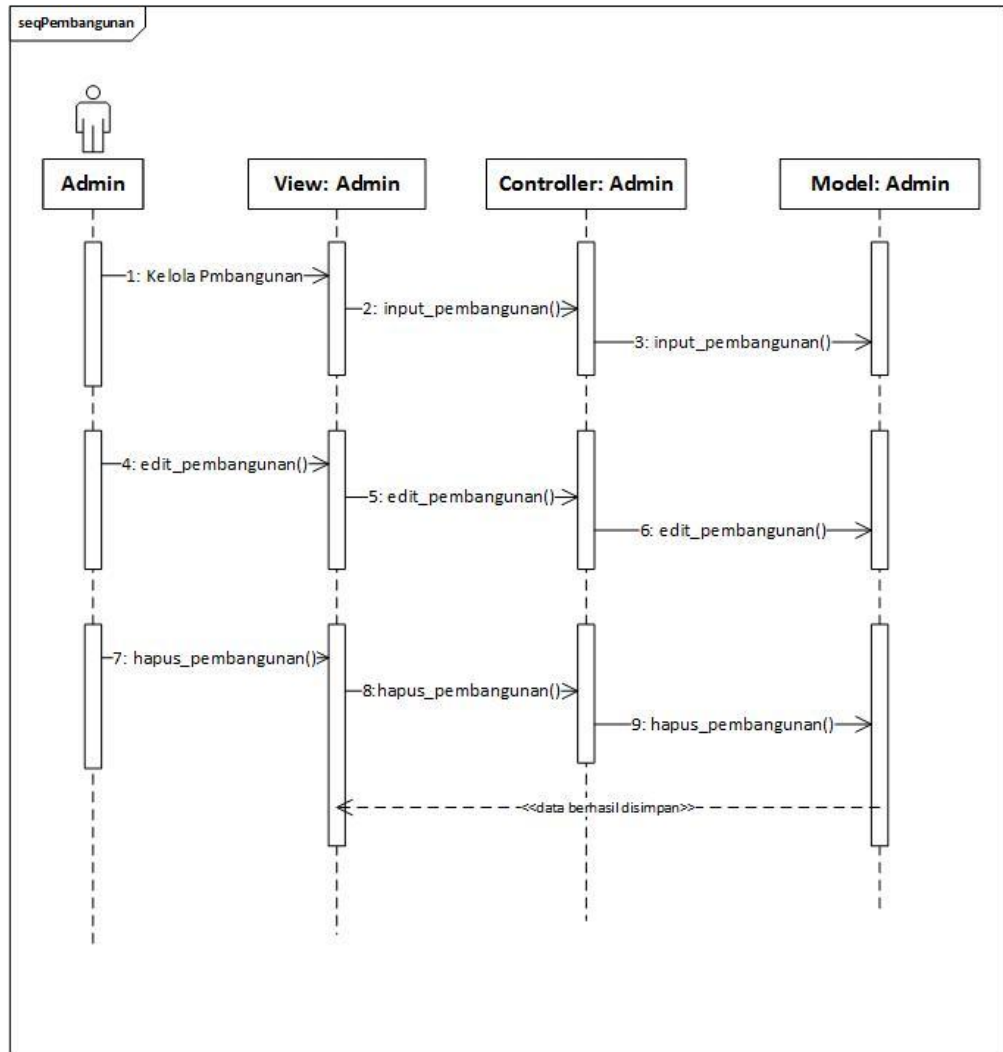 seqPembangunan
Admin
View: Admin
Controller: Admin
Model: Admin
1: Kelola Pmbangunan
2: input_pembangunan()
3: input_pembangunan()
4: edit_pembangunan()
5: edit_pembangunan()
6: edit_pembangunan()
7: hapus_pembangunan()
8:hapus_pembangunan()
9: hapus_pembangunan()
<<data berhasil disimpan>>